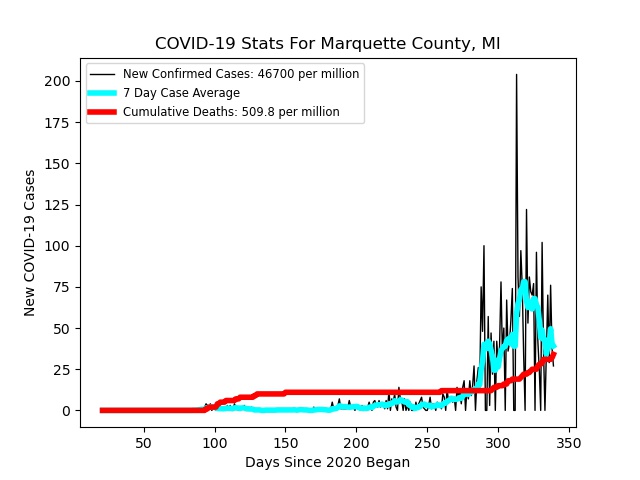 COVID-19 Stats For Marquette County, MI
New Confirmed Cases: 46700 per million
7 Day Case Average
Cumulative Deaths: 509.8 per million
New COVID-19 Cases
200
175
150
125
100
75
50
25
0
50 100 150 200 250 300 350
Days Since 2020 Began